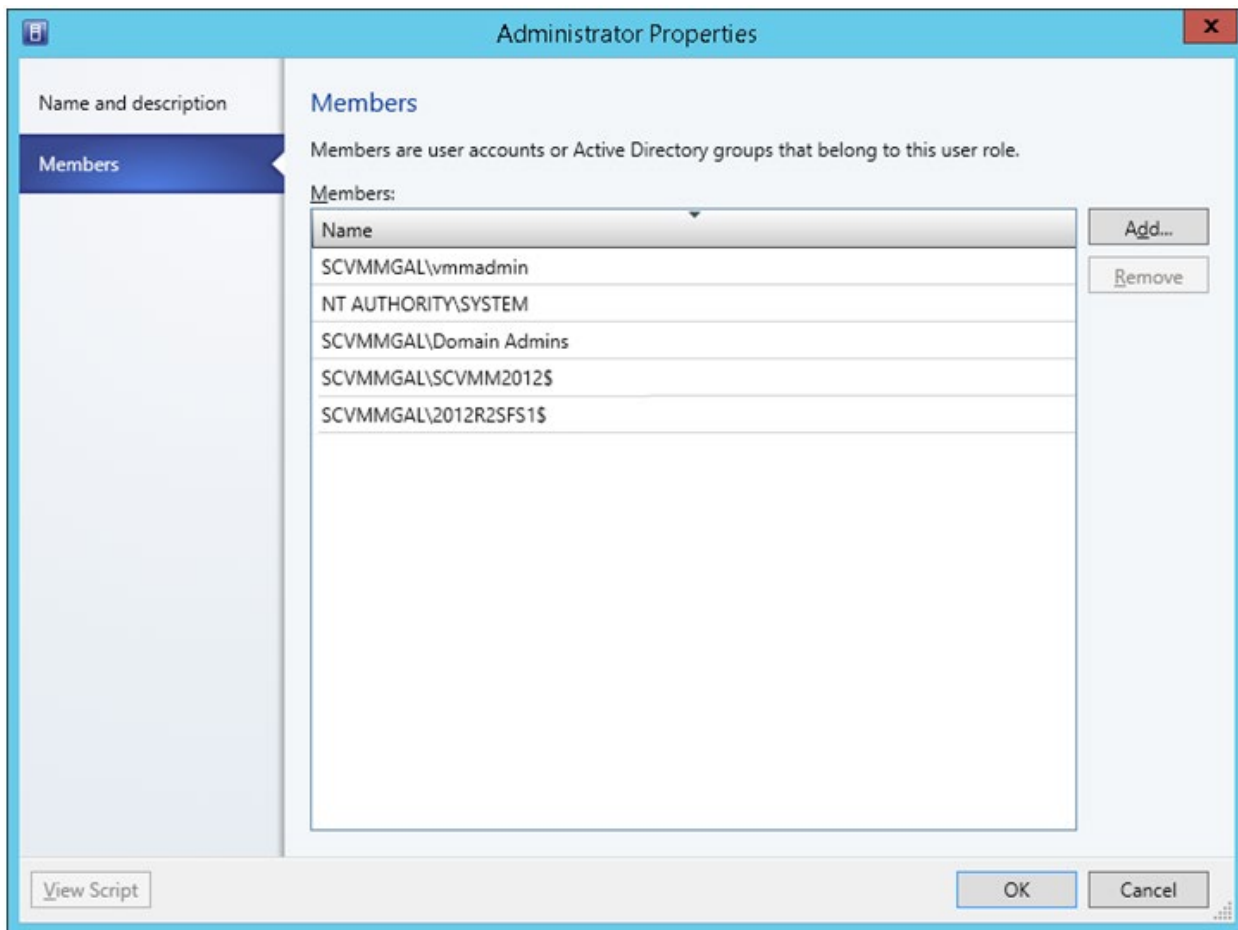 Administrator Properties
x
Name and description
Members
Members
Members are user accounts or Active Directory groups that belong to this user role.
Members:
Name
Add...
SCVMMGAL\vmmadmin
Remove
NT AUTHORITY\SYSTEM
SCVMMGAL\Domain Admins
SCVMMGAL\SCVMM2012$
SCVMMGAL\2012R2SFS1$
View Script
OK
Cancel